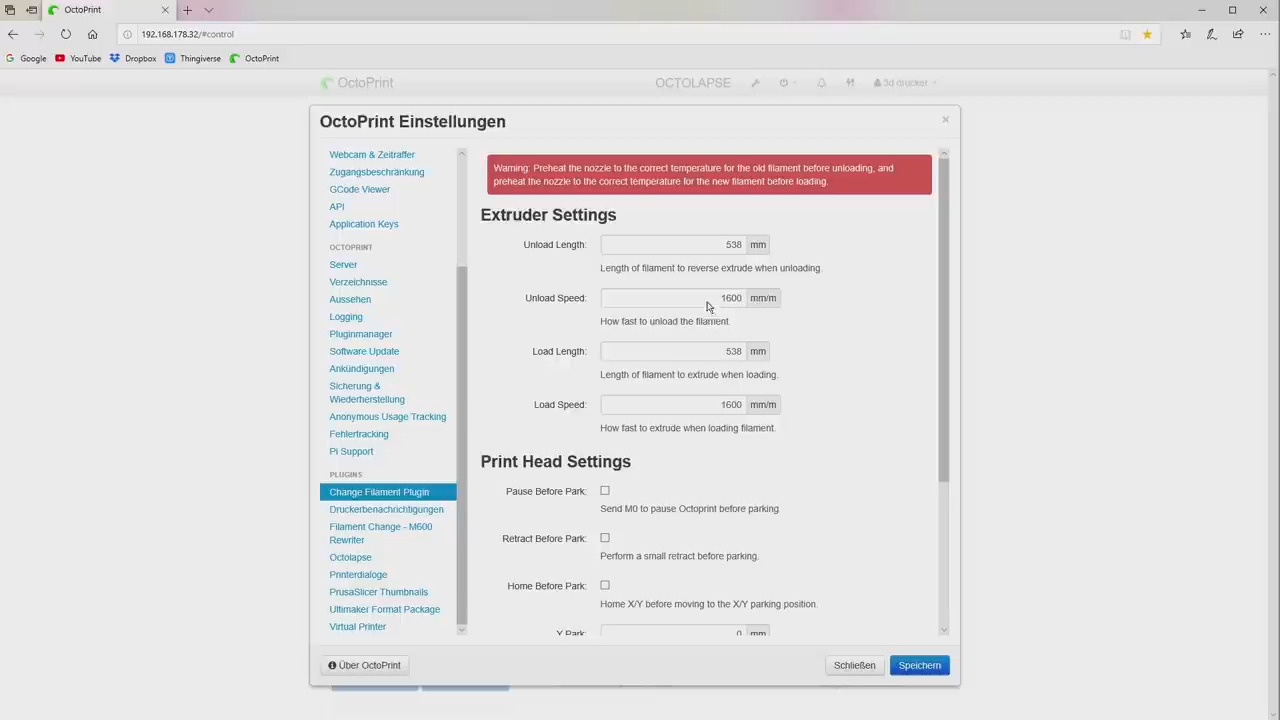 OctoPrint
192.168.178.32/#control
Google
YouTube
Dropbox
Thingiverse
OctoPrint
OctoPrint
OCTOLAPSE
3d drucker
OctoPrint Einstellungen
Webcam & Zeitraffer
Zugangsbeschränkung
GCode Viewer
API
Application Keys
OCTOPRINT
Server
Verzeichnisse
Aussehen
Logging
Pluginmanager
Software Update
Ankündigungen
Sicherung &
Wiederherstellung
Anonymous Usage Tracking
Fehlertracking
Pi Support
PLUGINS
Change Filament Plugin
Druckerbenachrichtigungen
Filament Change - M600
Rewriter
Octolapse
Printerdialoge
PrusaSlicer Thumbnails
Ultimaker Format Package
Virtual Printer
Warning: Preheat the nozzle to the correct temperature for the old filament before unloading, and
preheat the nozzle to the correct temperature for the new filament before loading.
Extruder Settings
Unload Length: 538 mm
Length of filament to reverse extrude when unloading.
Unload Speed: 1600 mm/m
How fast to unload the filament.
Load Length: 538 mm
Length of filament to extrude when loading.
Load Speed: 1600 mm/m
How fast to extrude when loading filament.
Print Head Settings
Pause Before Park:
Send M0 to pause Octoprint before parking.
Retract Before Park:
Perform a small retract before parking.
Home Before Park:
Home X/Y before moving to the X/Y parking position.
Y Park: 0 mm
Über OctoPrint
Schließen
Speichern